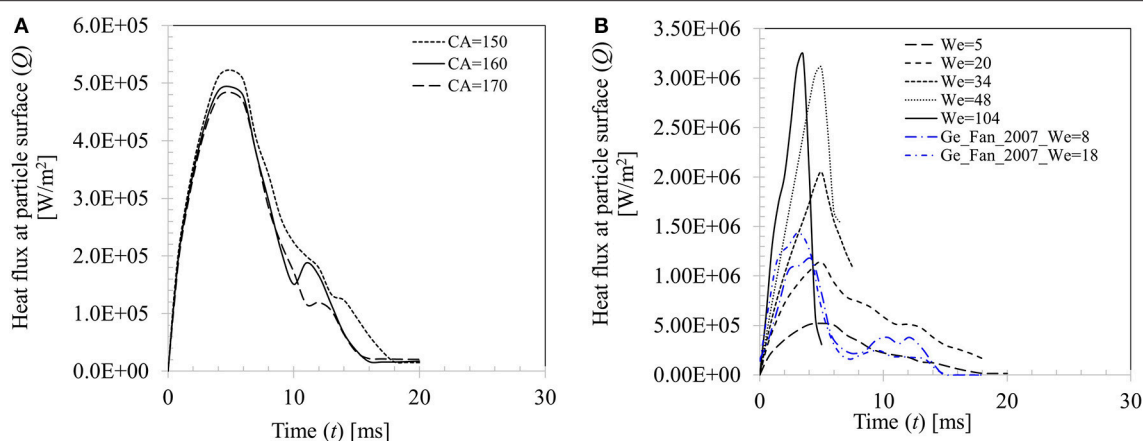 A
Heat flux at particle surface (Q)
[W/m²]
6.0E+05
5.0E+05
4.0E+05
3.0E+05
2.0E+05
1.0E+05
0.0E+00
CA=150
CA=160
CA=170
0
10
20
30
Time (t) [ms]
B
Heat flux at particle surface (Q)
[W/m²]
3.50E+06
3.00E+06
2.50E+06
2.00E+06
1.50E+06
1.00E+06
5.00E+05
0.00E+00
We=5
We=20
We=34
We=48
We=104
Ge_Fan_2007_We=8
Ge_Fan_2007_We=18
0
10
20
30
Time (t) [ms]